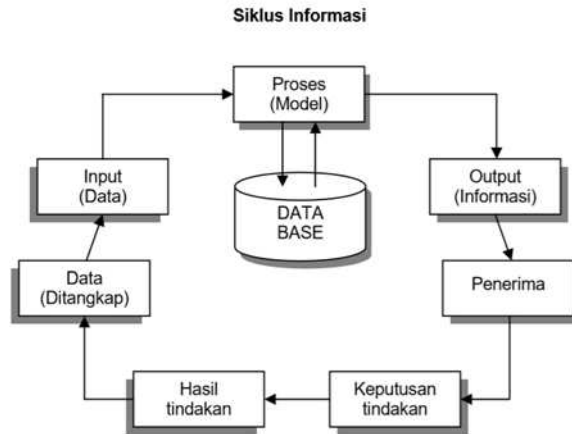 Siklus Informasi
Proses
(Model)
Input
(Data)
Output
(Informasi)
DATA
BASE
Data
(Ditangkap)
Penerima
Hasil
tindakan
Keputusan
tindakan